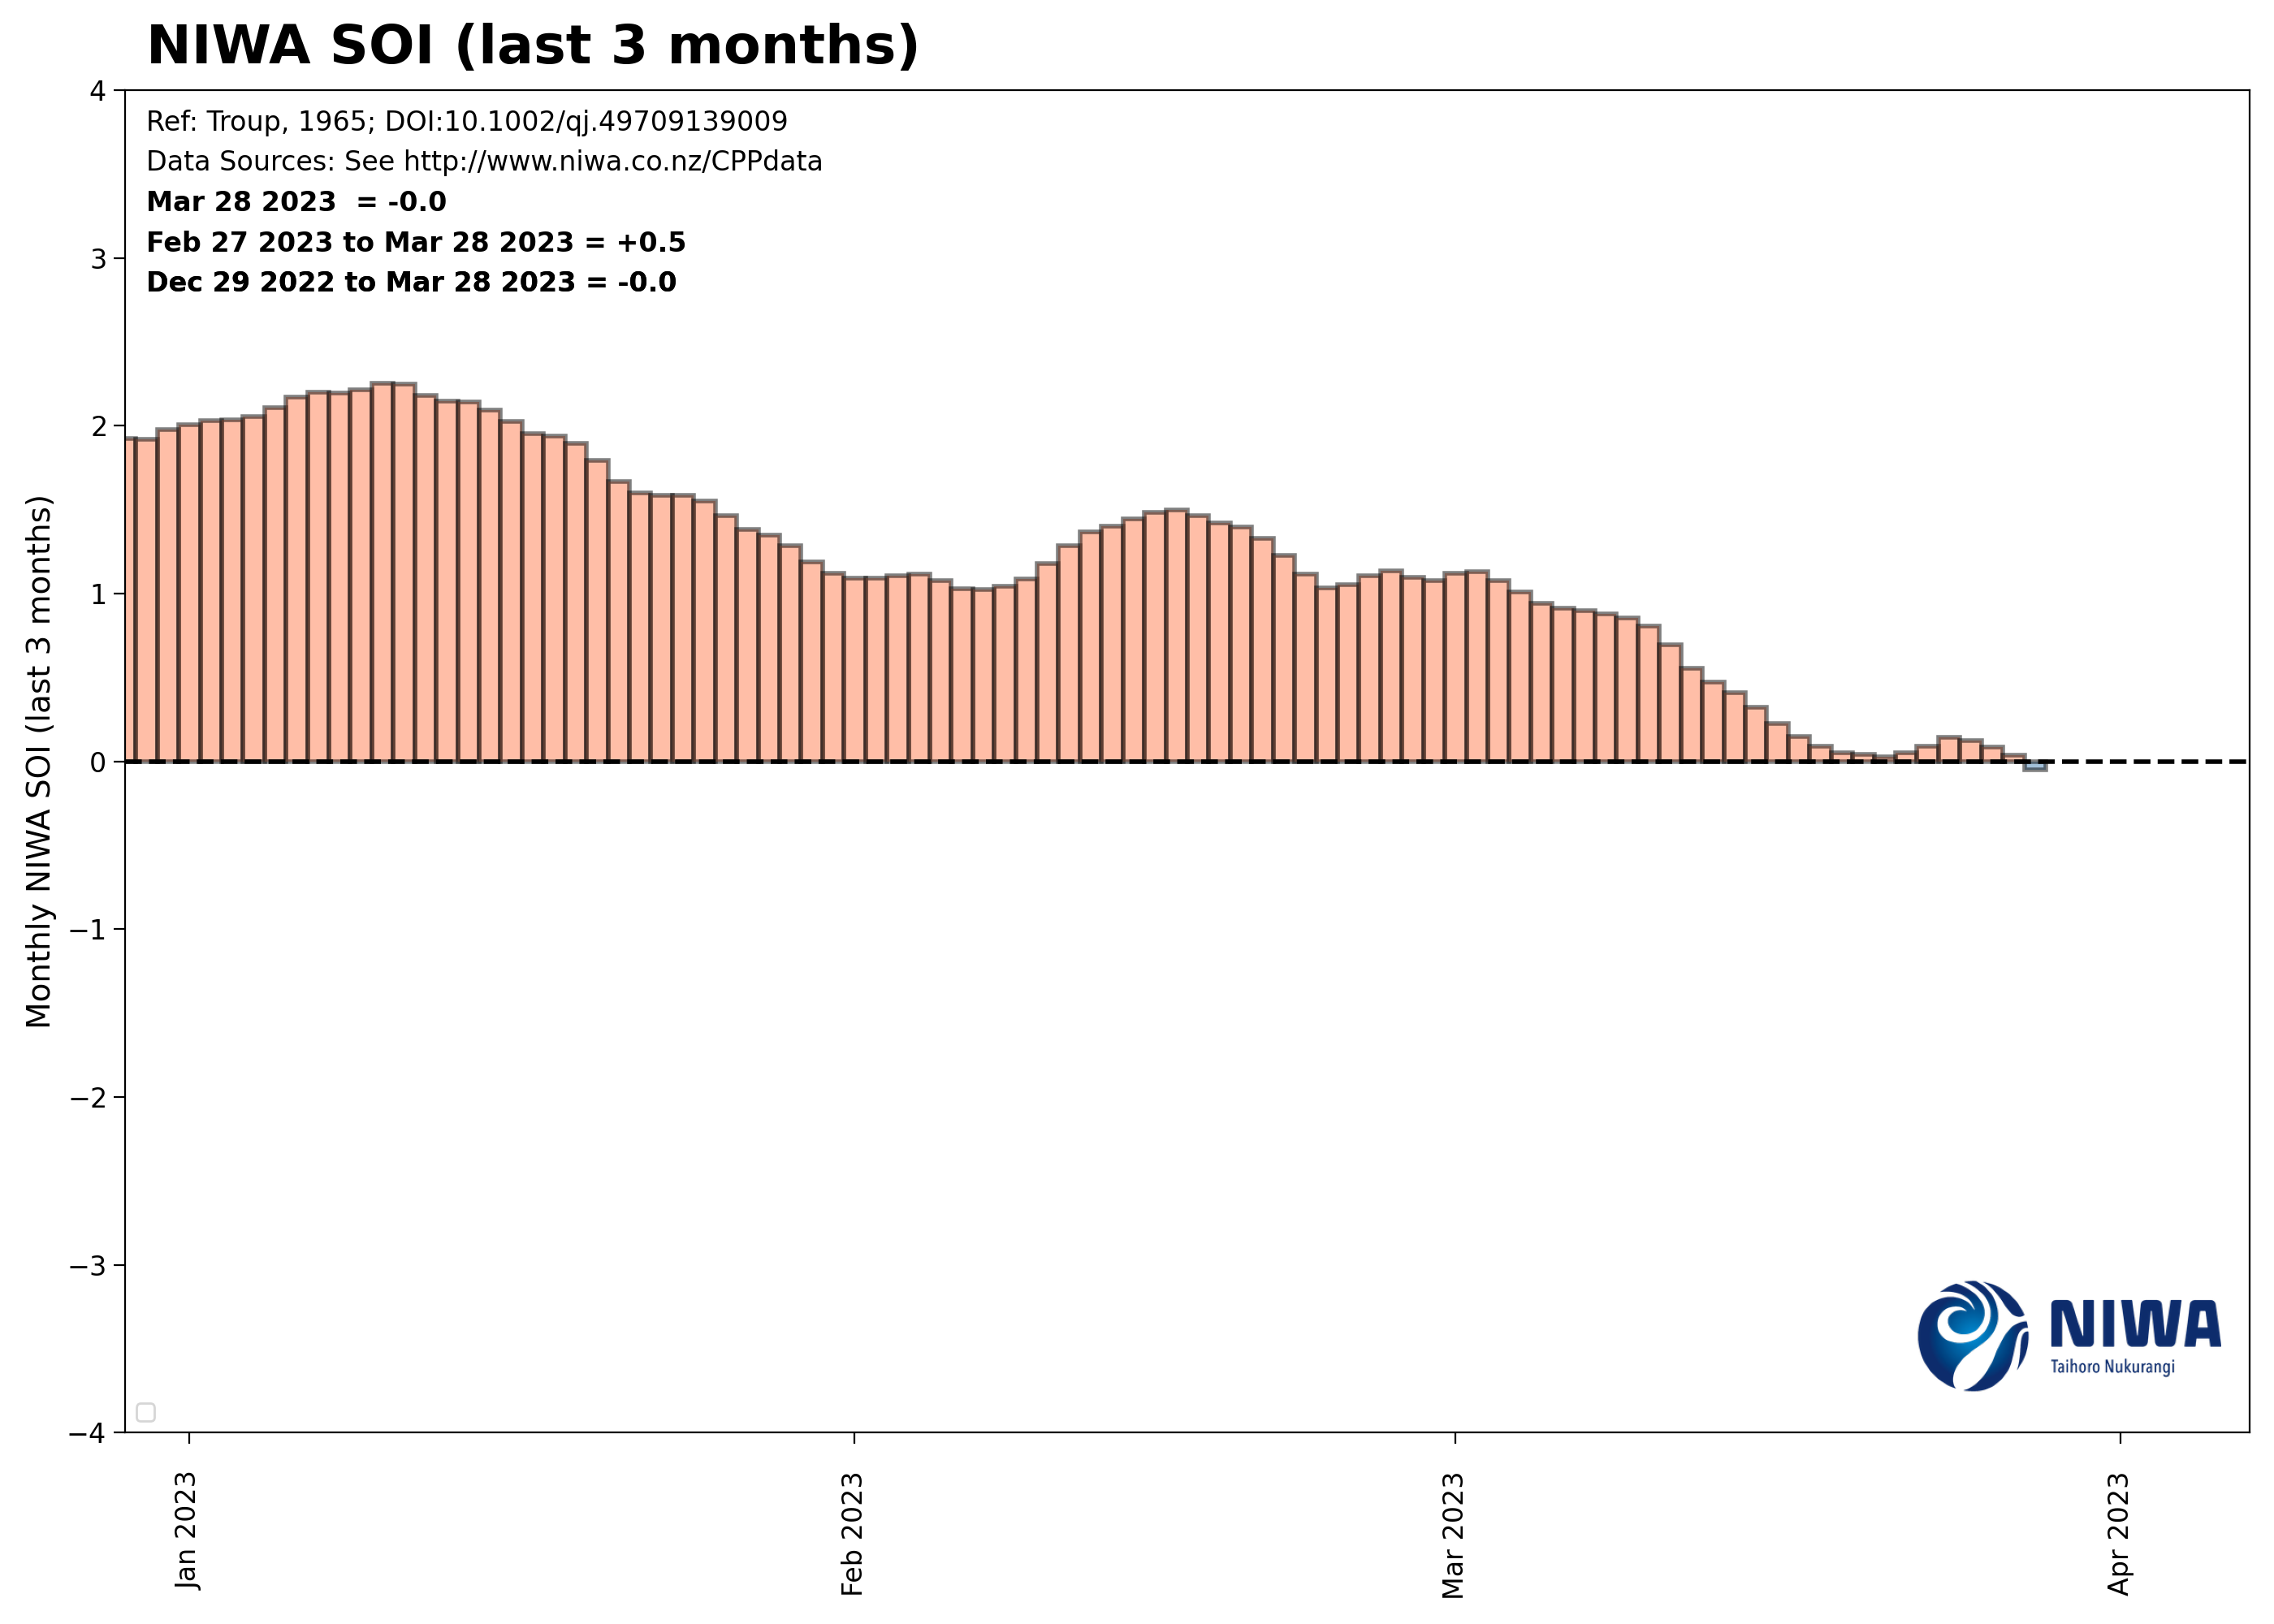 NIWA SOI (last 3 months)
Ref: Troup, 1965; DOI:10.1002/qj.49709139009
Data Sources: See http://www.niwa.co.nz/CPPdata
Mar 28 2023  = -0.0
Feb 27 2023 to Mar 28 2023 = +0.5
Dec 29 2022 to Mar 28 2023 = -0.0
Monthly NIWA SOI (last 3 months)
4
3
2
1
0
−1
−2
−3
−4
NIWA
Taihoro Nukurangi
Jan 2023
Feb 2023
Mar 2023
Apr 2023